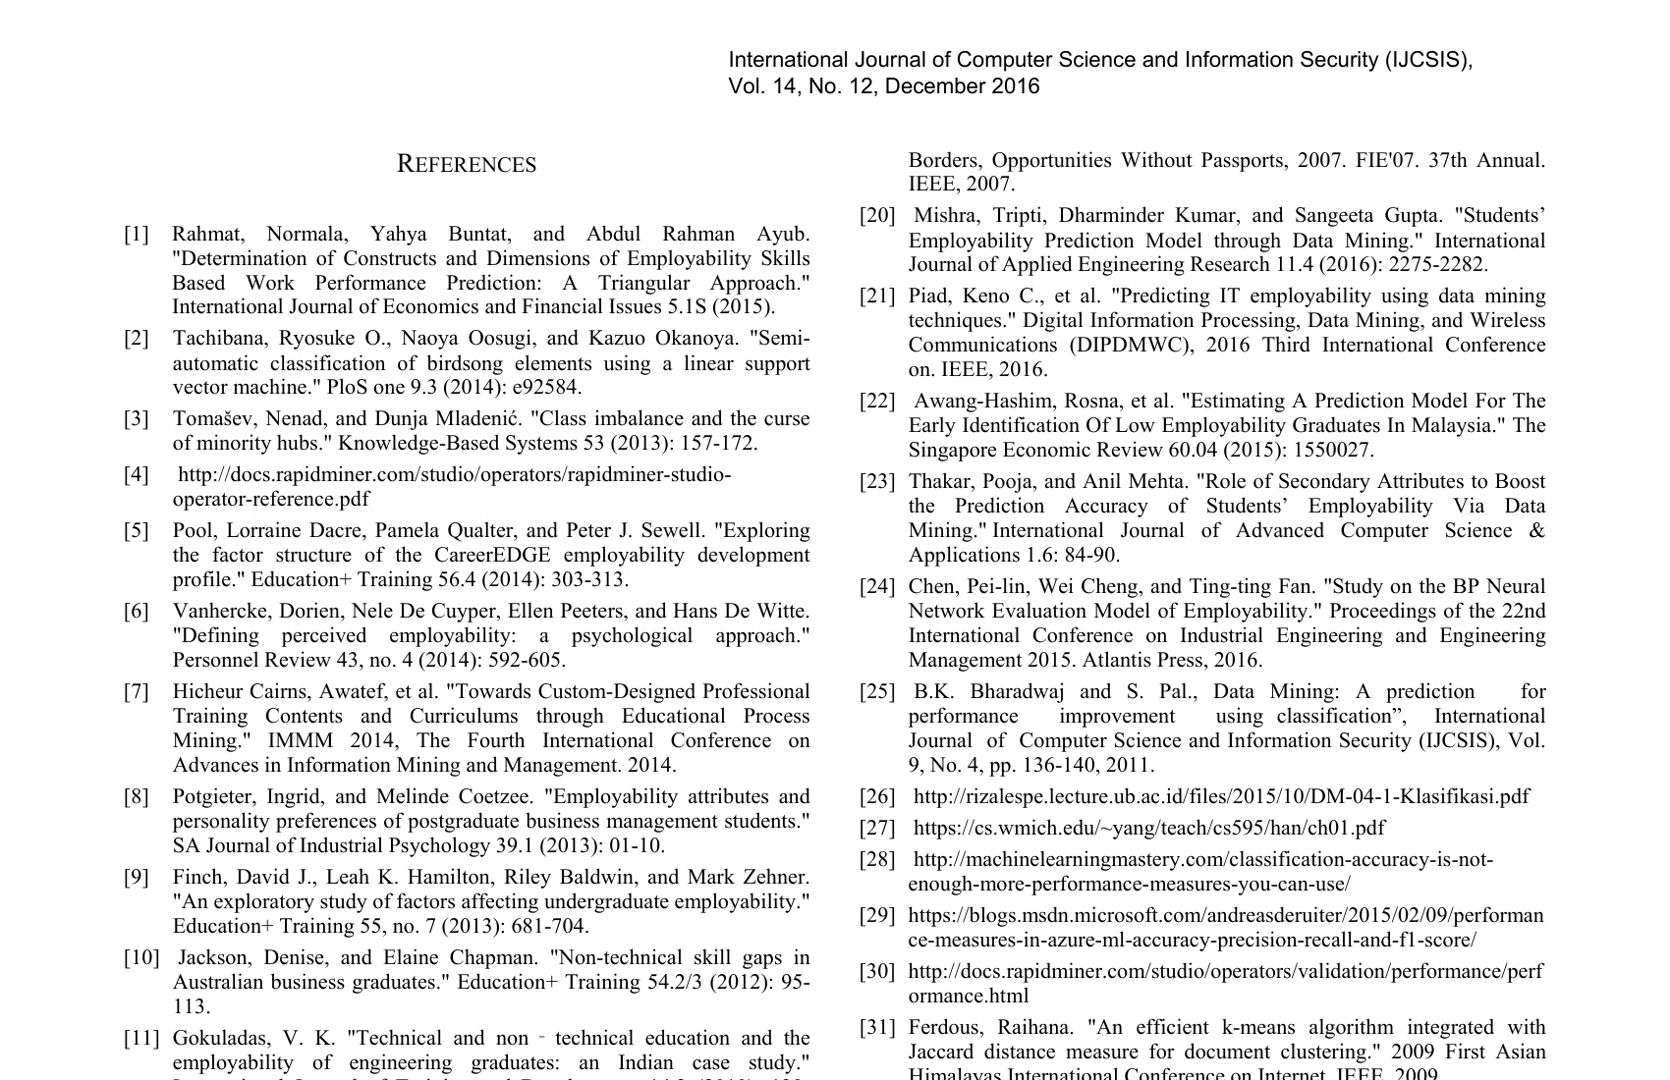 International Journal of Computer Science and Information Security (IJCSIS),
Vol. 14, No. 12, December 2016
REFERENCES
[1] Rahmat, Normala, Yahya Buntat, and Abdul Rahman Ayub.
"Determination of Constructs and Dimensions of Employability Skills
Based Work Performance Prediction: A Triangular Approach."
International Journal of Economics and Financial Issues 5.1S (2015).
[2] Tachibana, Ryosuke O., Naoya Oosugi, and Kazuo Okanoya. "Semi-
automatic classification of birdsong elements using a linear support
vector machine." PloS one 9.3 (2014): e92584.
[3] Tomašev, Nenad, and Dunja Mladenić. "Class imbalance and the curse
of minority hubs." Knowledge-Based Systems 53 (2013): 157-172.
[4] http://docs.rapidminer.com/studio/operators/rapidminer-studio-
operator-reference.pdf
[5] Pool, Lorraine Dacre, Pamela Qualter, and Peter J. Sewell. "Exploring
the factor structure of the CareerEDGE employability development
profile." Education+ Training 56.4 (2014): 303-313.
[6] Vanhercke, Dorien, Nele De Cuyper, Ellen Peeters, and Hans De Witte.
"Defining perceived employability: a psychological approach."
Personnel Review 43, no. 4 (2014): 592-605.
[7] Hicheur Cairns, Awatef, et al. "Towards Custom-Designed Professional
Training Contents and Curriculums through Educational Process
Mining." IMMM 2014, The Fourth International Conference on
Advances in Information Mining and Management. 2014.
[8] Potgieter, Ingrid, and Melinde Coetzee. "Employability attributes and
personality preferences of postgraduate business management students."
SA Journal of Industrial Psychology 39.1 (2013): 01-10.
[9] Finch, David J., Leah K. Hamilton, Riley Baldwin, and Mark Zehner.
"An exploratory study of factors affecting undergraduate employability."
Education+ Training 55, no. 7 (2013): 681-704.
[10] Jackson, Denise, and Elaine Chapman. "Non-technical skill gaps in
Australian business graduates." Education+ Training 54.2/3 (2012): 95-
113.
[11] Gokuladas, V. K. "Technical and non - technical education and the
employability of engineering graduates: an Indian case study."
Borders, Opportunities Without Passports, 2007. FIE'07. 37th Annual.
IEEE, 2007.
[20] Mishra, Tripti, Dharminder Kumar, and Sangeeta Gupta. "Students’
Employability Prediction Model through Data Mining." International
Journal of Applied Engineering Research 11.4 (2016): 2275-2282.
[21] Piad, Keno C., et al. "Predicting IT employability using data mining
techniques." Digital Information Processing, Data Mining, and Wireless
Communications (DIPDMWC), 2016 Third International Conference
on. IEEE, 2016.
[22] Awang-Hashim, Rosna, et al. "Estimating A Prediction Model For The
Early Identification Of Low Employability Graduates In Malaysia." The
Singapore Economic Review 60.04 (2015): 1550027.
[23] Thakar, Pooja, and Anil Mehta. "Role of Secondary Attributes to Boost
the Prediction Accuracy of Students’ Employability Via Data
Mining." International Journal of Advanced Computer Science &
Applications 1.6: 84-90.
[24] Chen, Pei-lin, Wei Cheng, and Ting-ting Fan. "Study on the BP Neural
Network Evaluation Model of Employability." Proceedings of the 22nd
International Conference on Industrial Engineering and Engineering
Management 2015. Atlantis Press, 2016.
[25] B.K. Bharadwaj and S. Pal., Data Mining: A prediction for
performance improvement using classification”, International
Journal of Computer Science and Information Security (IJCSIS), Vol.
9, No. 4, pp. 136-140, 2011.
[26] http://rizalespe.lecture.ub.ac.id/files/2015/10/DM-04-1-Klasifikasi.pdf
[27] https://cs.wmich.edu/~yang/teach/cs595/han/ch01.pdf
[28] http://machinelearningmastery.com/classification-accuracy-is-not-
enough-more-performance-measures-you-can-use/
[29] https://blogs.msdn.microsoft.com/andreasderuiter/2015/02/09/performan
ce-measures-in-azure-ml-accuracy-precision-recall-and-f1-score/
[30] http://docs.rapidminer.com/studio/operators/validation/performance/perf
ormance.html
[31] Ferdous, Raihana. "An efficient k-means algorithm integrated with
Jaccard distance measure for document clustering." 2009 First Asian
Himalayas International Conference on Internet. IEEE, 2009.